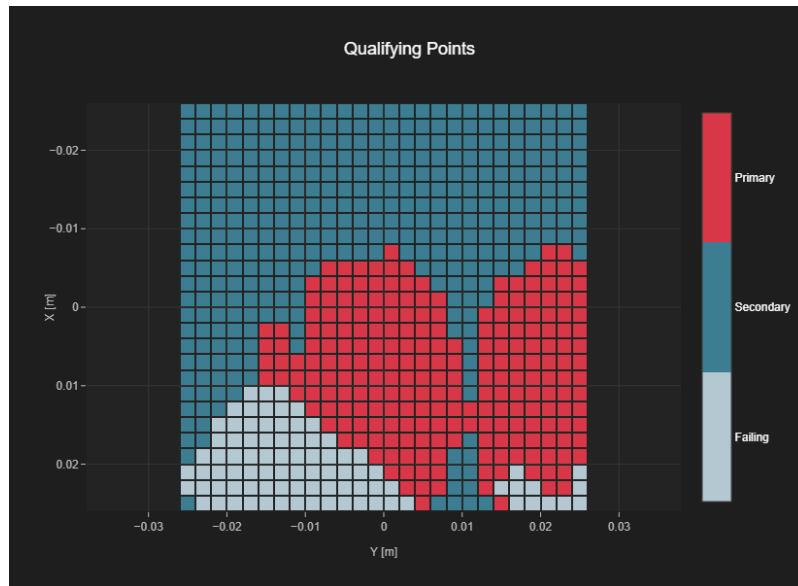 Qualifying Points
−0.02
−0.01
0
0.01
0.02
X [m]
−0.03
−0.02
−0.01
0
0.01
0.02
0.03
Y [m]
Primary
Secondary
Failing